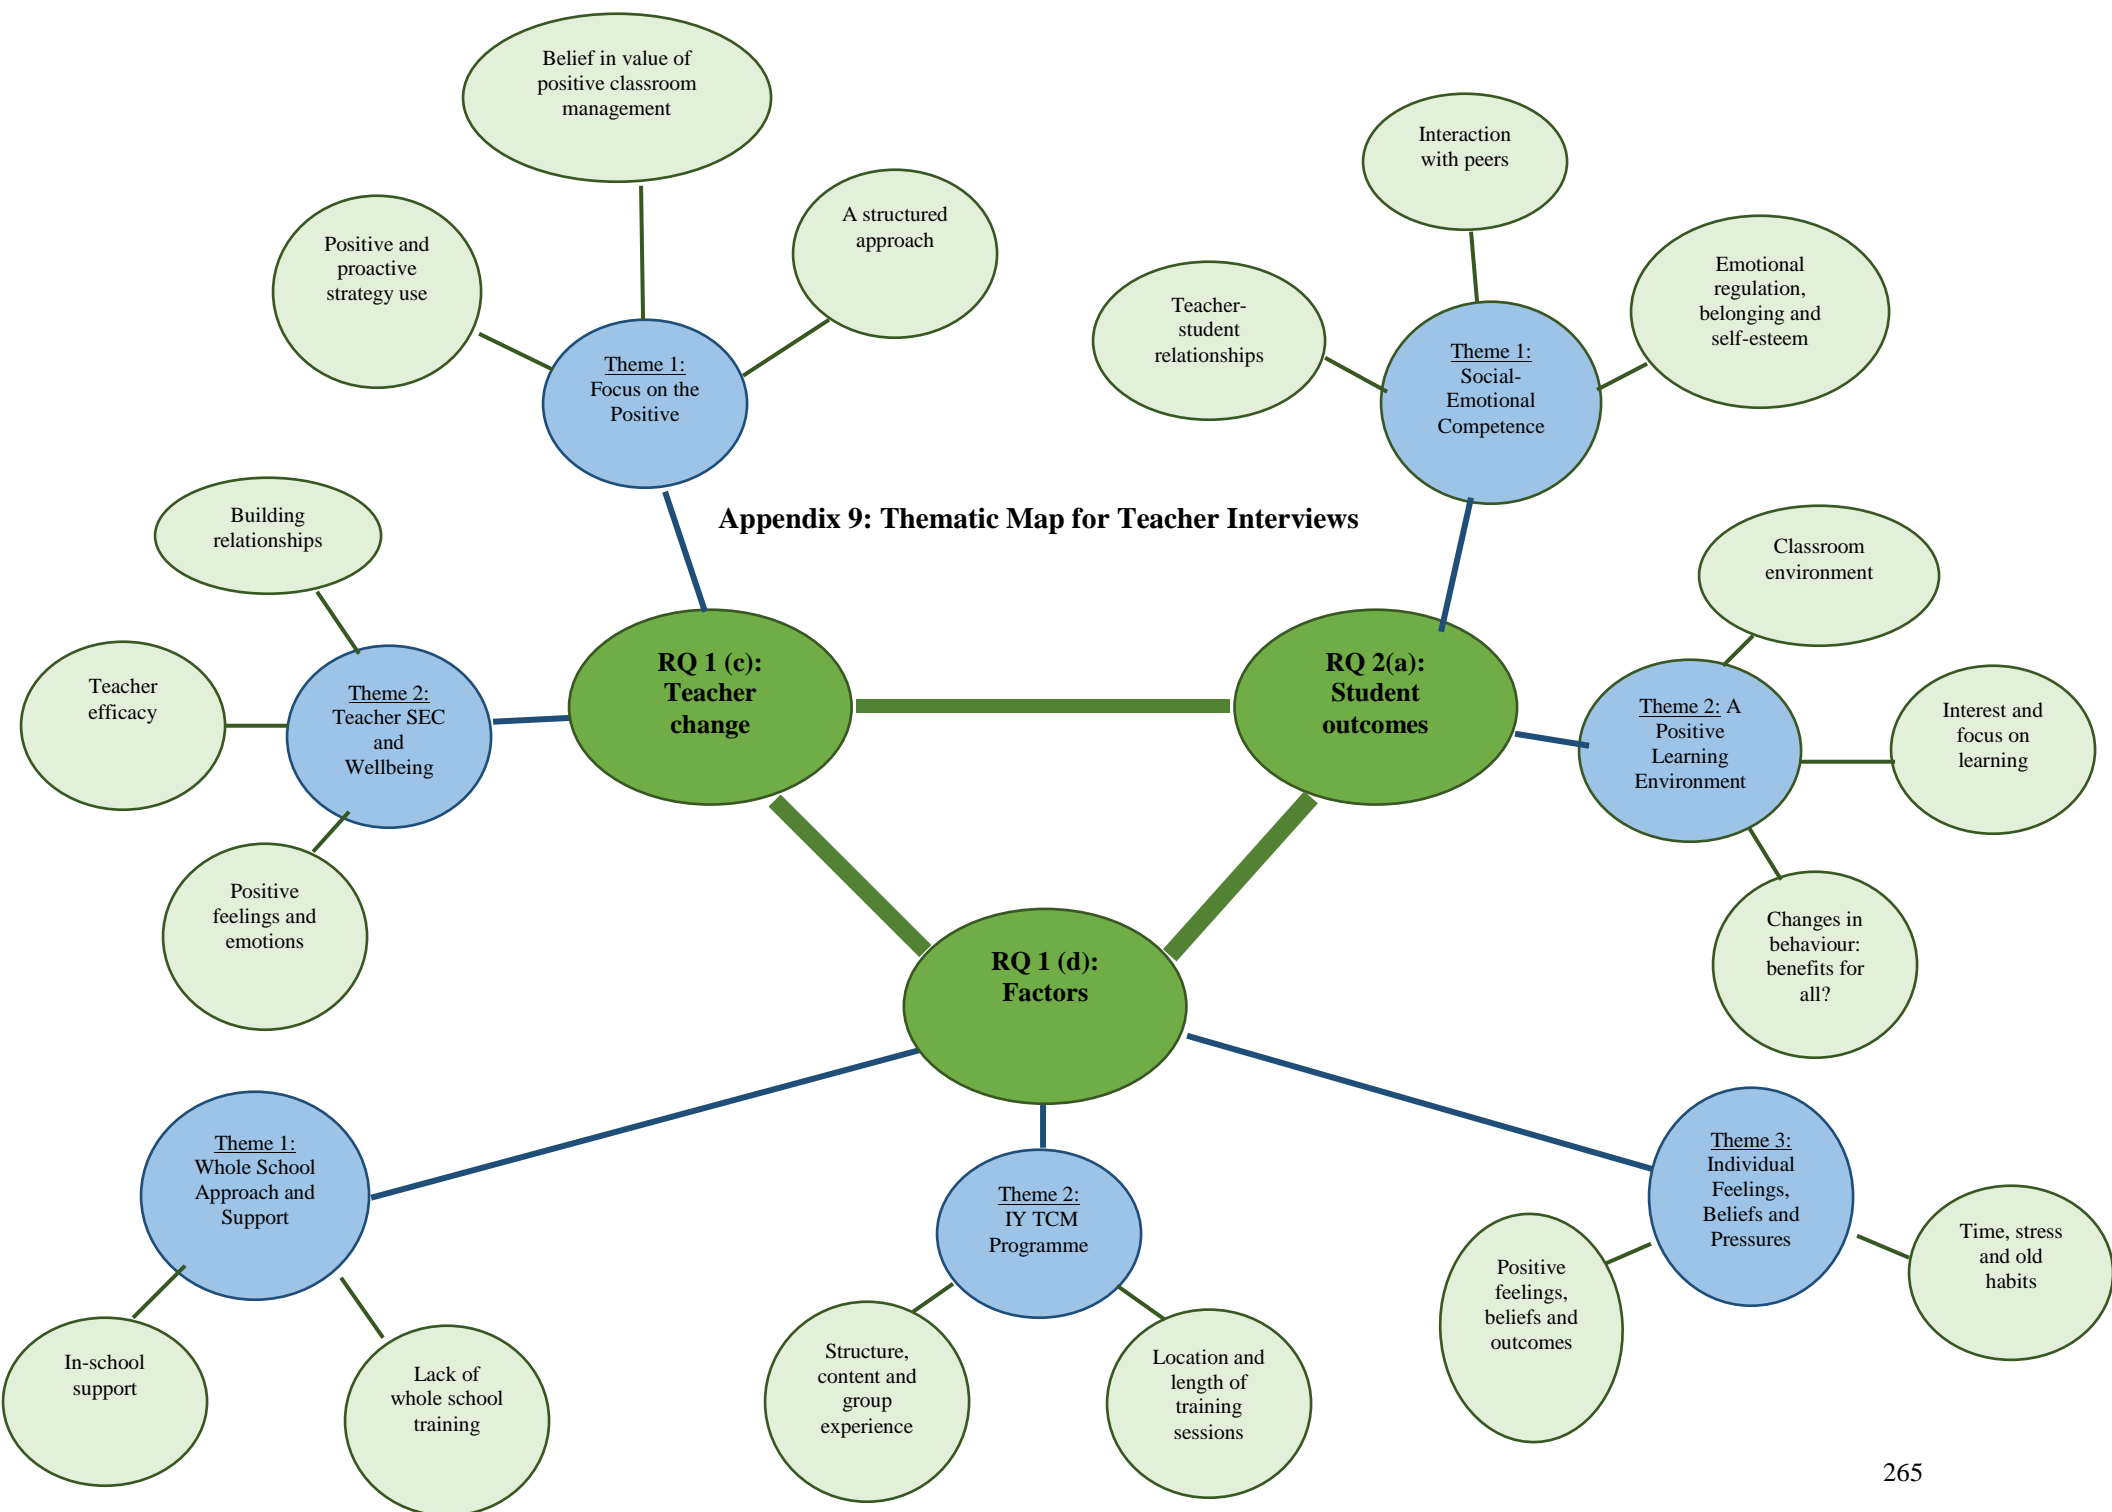 Belief in value of
positive classroom
management
Interaction
with peers
A structured
approach
Positive and
proactive
strategy use
Emotional
regulation,
belonging and
self-esteem
Teacher-
student
relationships
Theme 1:
Focus on the
Positive
Theme 1:
Social-
Emotional
Competence
Appendix 9: Thematic Map for Teacher Interviews
Building
relationships
Classroom
environment
Teacher
efficacy
Theme 2:
Teacher SEC
and
Wellbeing
RQ 1 (c):
Teacher
change
RQ 2(a):
Student
outcomes
Theme 2: A
Positive
Learning
Environment
Interest and
focus on
learning
Positive
feelings and
emotions
Changes in
behaviour:
benefits for
all?
RQ 1 (d):
Factors
Theme 1:
Whole School
Approach and
Support
Theme 2:
IY TCM
Programme
Theme 3:
Individual
Feelings,
Beliefs and
Pressures
Time, stress
and old
habits
Positive
feelings,
beliefs and
outcomes
In-school
support
Lack of
whole school
training
Structure,
content and
group
experience
Location and
length of
training
sessions
265